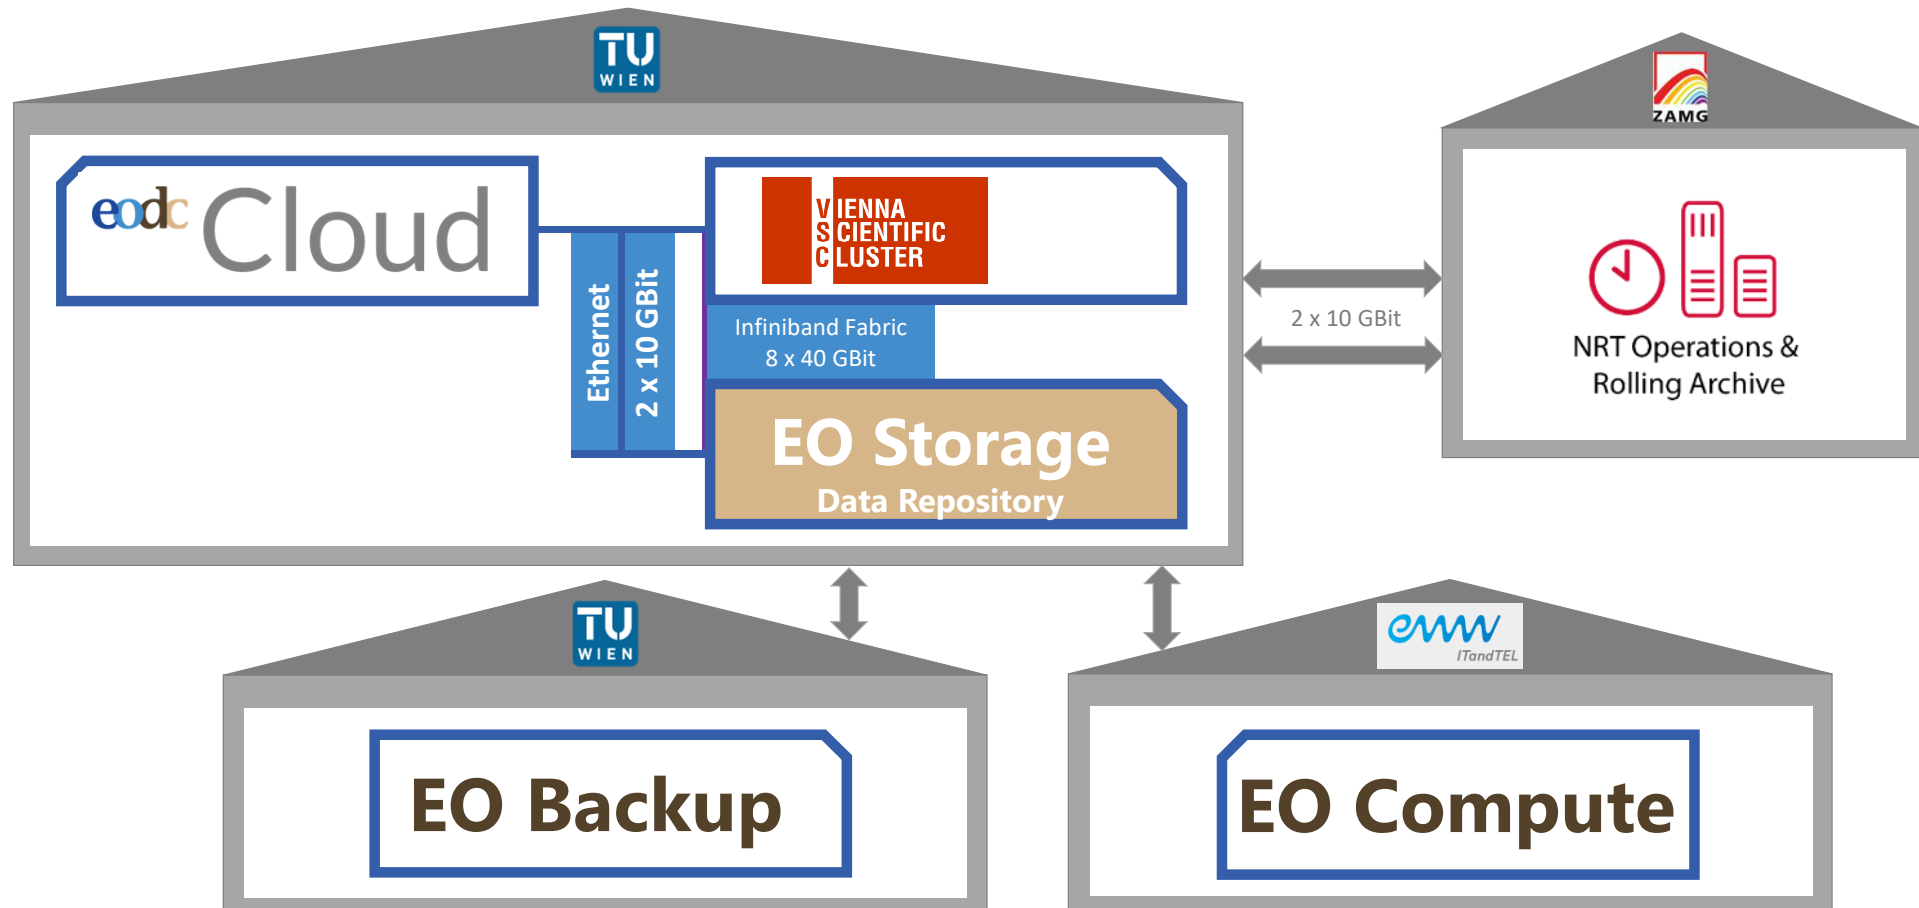 TU
WIEN
eodc Cloud
VIENNA
SCIENTIFIC
CLUSTER
Ethernet
2 x 10 GBit
Infiniband Fabric
8 x 40 GBit
EO Storage
Data Repository
2 x 10 GBit
ZAMG
NRT Operations &
Rolling Archive
TU
WIEN
EO Backup
eww
ITandTEL
EO Compute